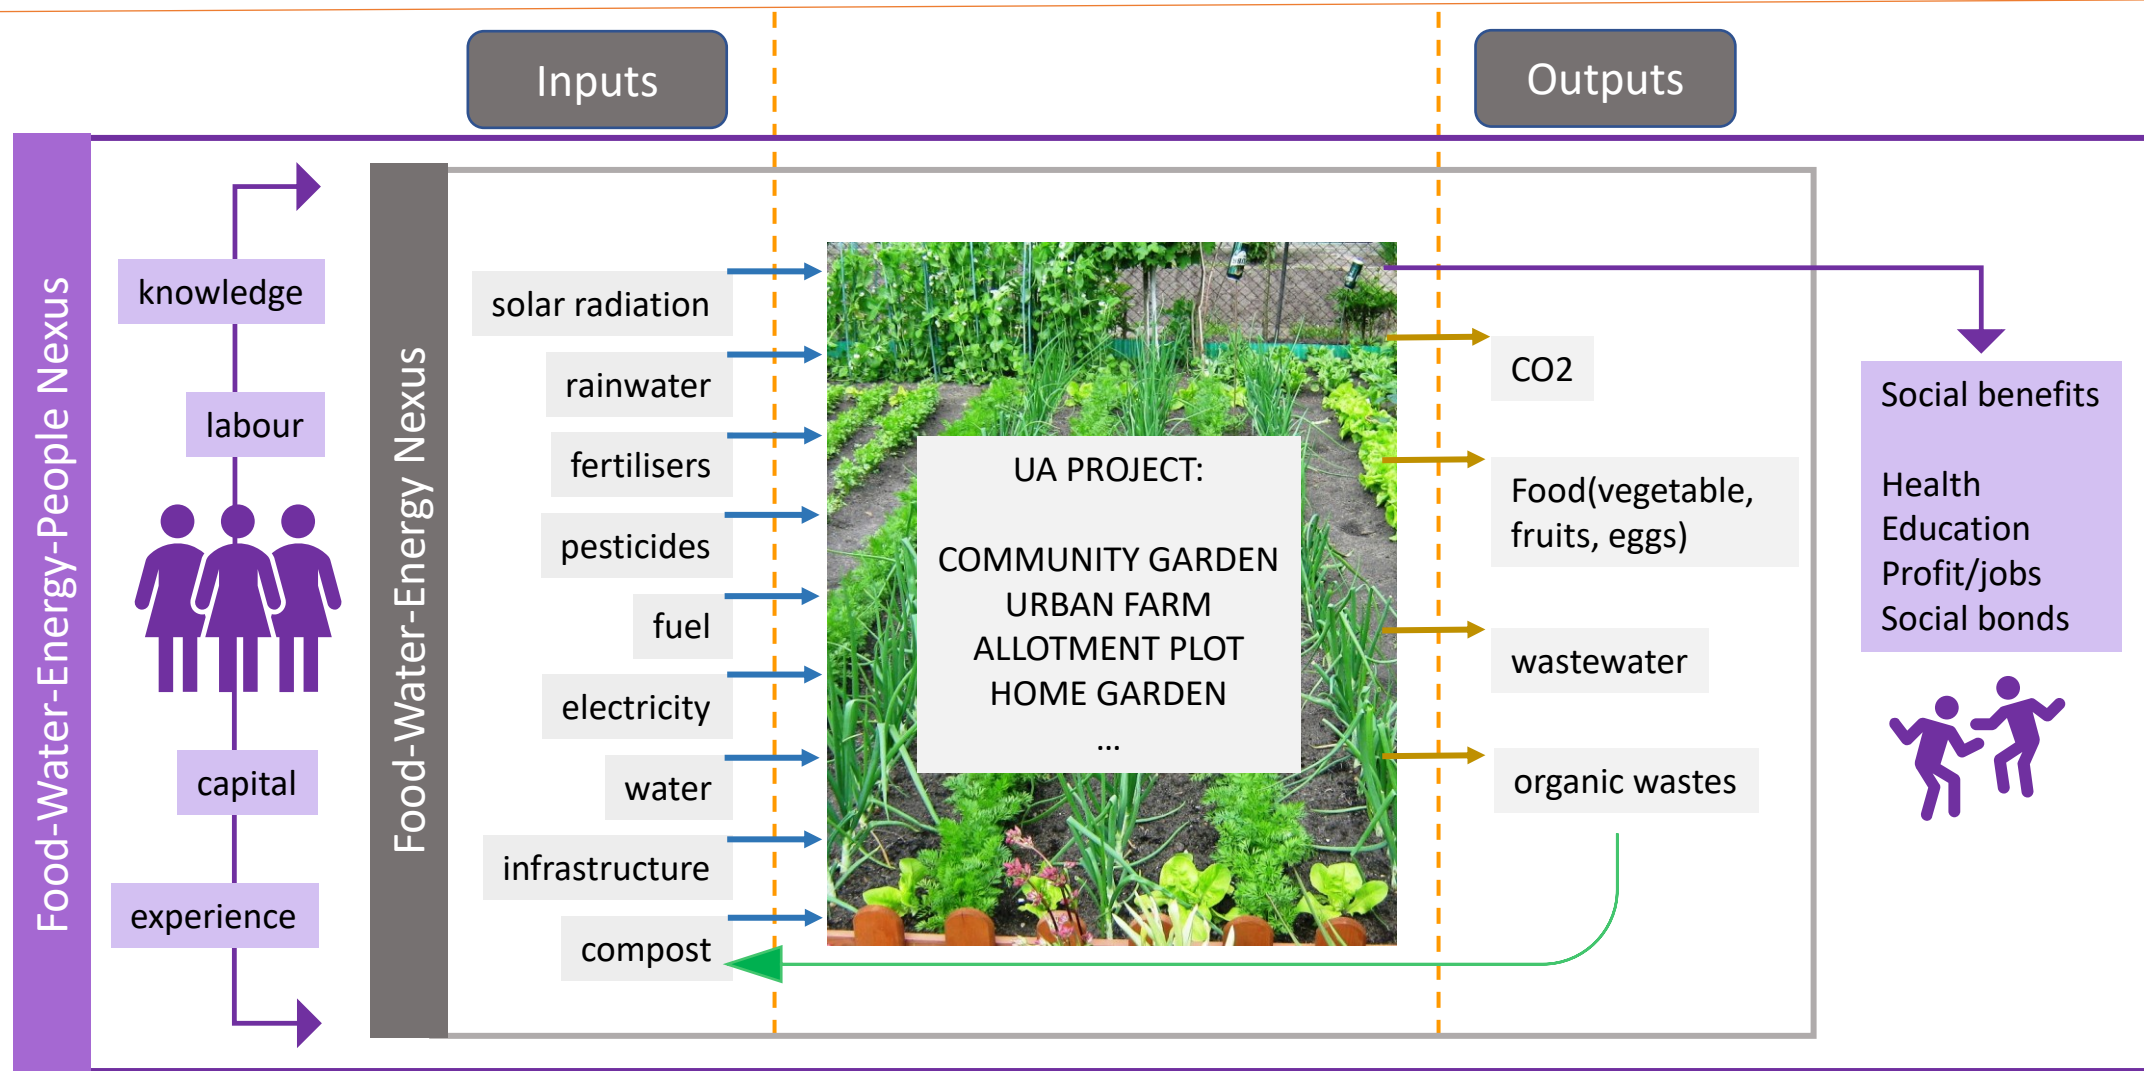 Inputs
Outputs
Food-Water-Energy-People Nexus
knowledge
labour
capital
experience
Food-Water-Energy Nexus
solar radiation
rainwater
fertilisers
pesticides
fuel
electricity
water
infrastructure
compost
UA PROJECT:
COMMUNITY GARDEN
URBAN FARM
ALLOTMENT PLOT
HOME GARDEN
...
CO2
Food(vegetable,
fruits, eggs)
wastewater
organic wastes
Social benefits
Health
Education
Profit/jobs
Social bonds